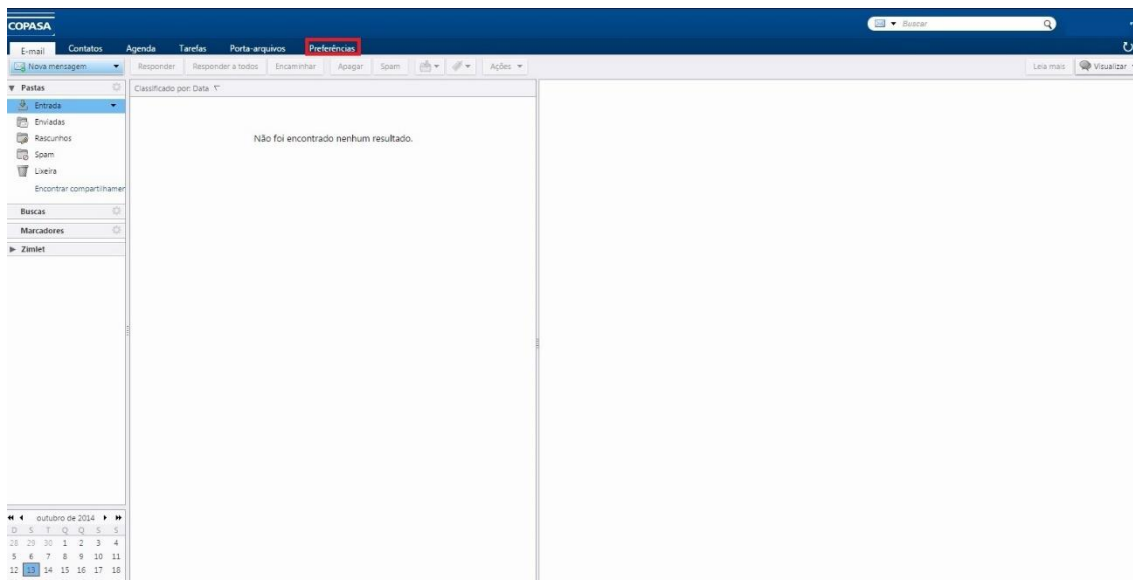 COPASA
Buscar
E-mail Contatos Agenda Tarefas Porta-arquivos Preferências
Nova mensagem Responder Responder a todos Encaminhar Apagar Spam Ações Leia mais Visualizar
Pastas
Classificado por: Data
Entrada
Enviadas
Rascunhos
Spam
Lixeira
Encontrar compartilhamen
Não foi encontrado nenhum resultado.
Buscas
Marcadores
Zimlet
outubro de 2014
D S T Q Q S S
28 29 30 1 2 3 4
5 6 7 8 9 10 11
12 13 14 15 16 17 18